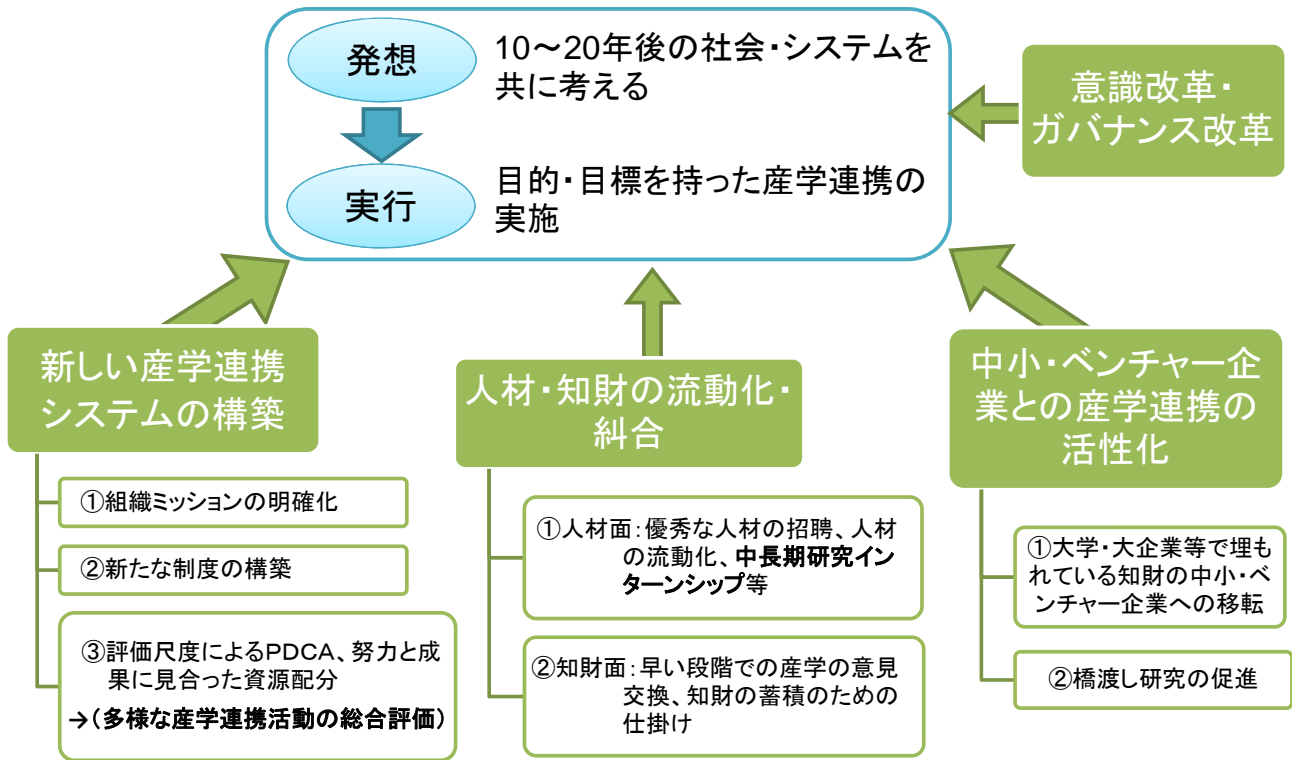 発想
10～20年後の社会・システムを
共に考える
実行
目的・目標を持った産学連携の
実施
意識改革・
ガバナンス改革
新しい産学連携
システムの構築
①組織ミッションの明確化
②新たな制度の構築
③評価尺度によるPDCA、努力と成
果に見合った資源配分
→(多様な産学連携活動の総合評価)
人材・知財の流動化・
糾合
①人材面：優秀な人材の招聘、人材
の流動化、中長期研究イン
ターンシップ等
②知財面：早い段階での産学の意見
交換、知財の蓄積のための
仕掛け
中小・ベンチャー企
業との産学連携の
活性化
①大学・大企業等で埋も
れている知財の中小・ベ
ンチャー企業への移転
②橋渡し研究の促進